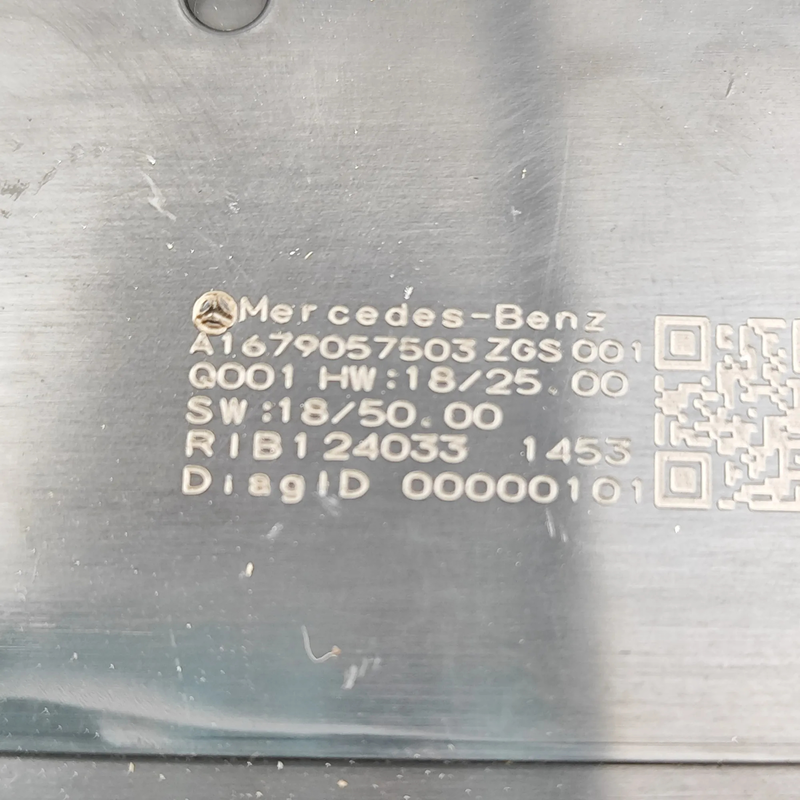 Mercedes-Benz
A1679057503 ZGS 001
Q001 HW:18/25.00
SW:18/50.00
RIB124033 1453
DiagID 00000101